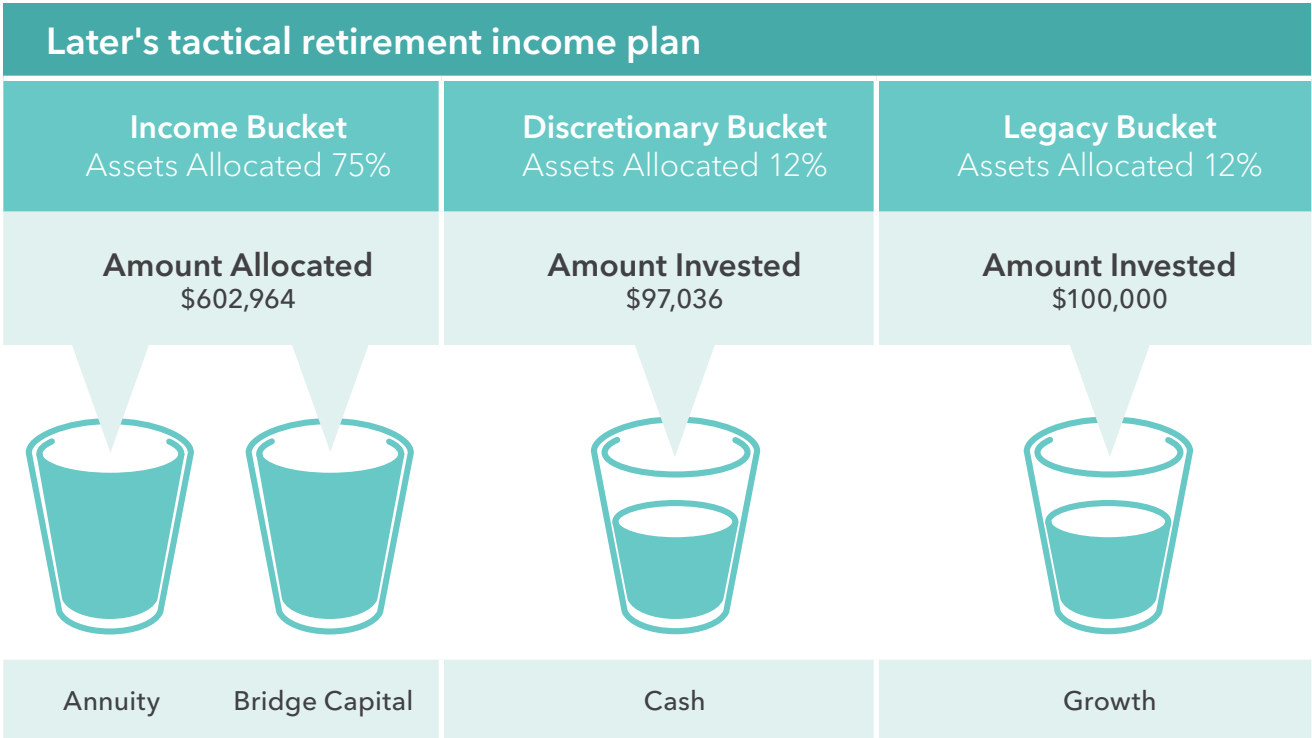 Later's tactical retirement income plan
Income Bucket
Assets Allocated 75%
Discretionary Bucket
Assets Allocated 12%
Legacy Bucket
Assets Allocated 12%
Amount Allocated
$602,964
Amount Invested
$97,036
Amount Invested
$100,000
Annuity
Bridge Capital
Cash
Growth